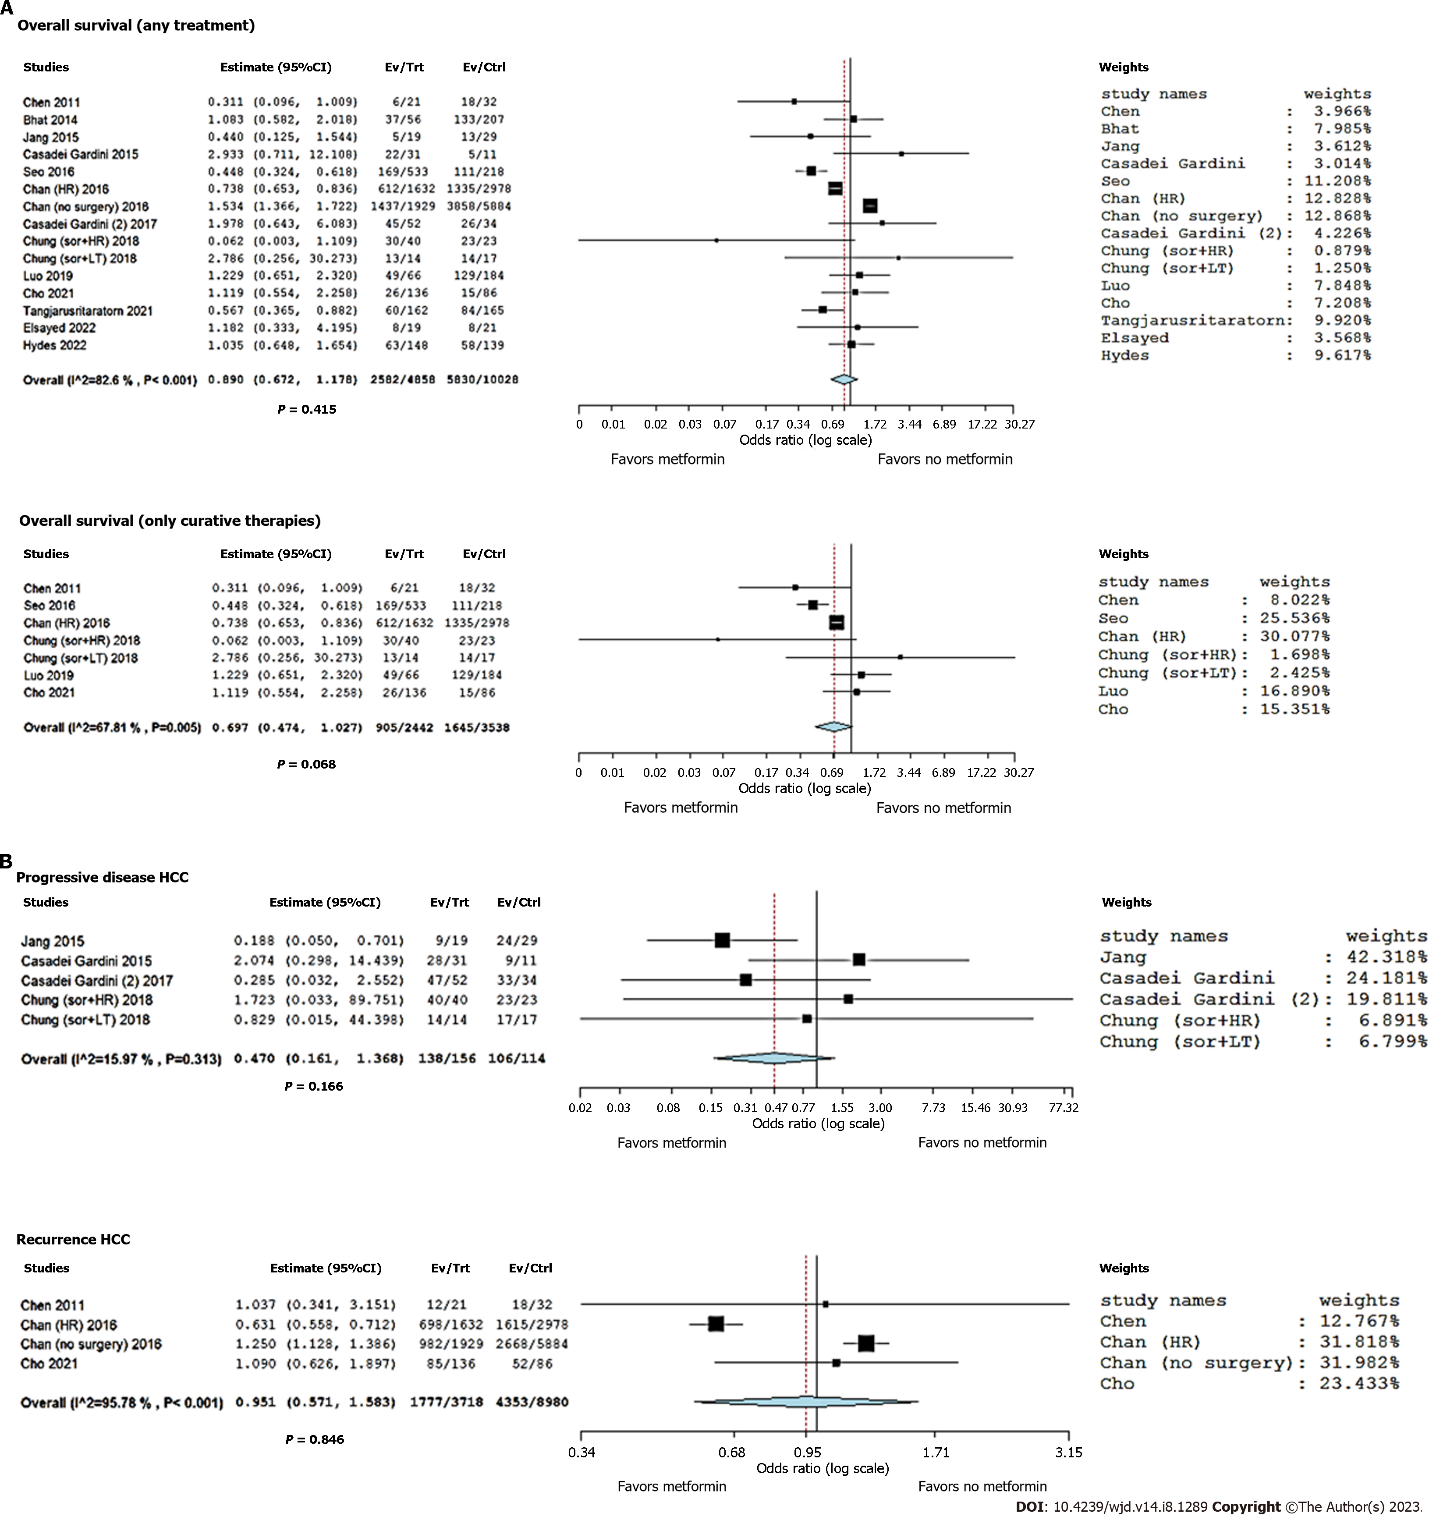 A
Overall survival (any treatment)
Studies Estimate (95%CI) Ev/Trt Ev/Ctrl Weights
study names weights
Chen 2011 0.311 (0.096, 1.009) 6/21 18/32 Chen : 3.966%
Bhat 2014 1.083 (0.582, 2.018) 37/56 133/207 Bhat : 7.985%
Jang 2015 0.440 (0.125, 1.544) 5/19 13/29 Jang : 3.612%
Casadei Gardini 2015 2.933 (0.711, 12.108) 22/31 5/11 Casadei Gardini : 3.014%
Seo 2016 0.448 (0.324, 0.618) 169/533 111/218 Seo : 11.208%
Chan (HR) 2016 0.738 (0.653, 0.836) 612/1632 1335/2978 Chan (HR) : 12.828%
Chan (no surgery) 2016 1.534 (1.366, 1.722) 1437/1929 3858/5884 Chan (no surgery) : 12.868%
Casadei Gardini (2) 2017 1.978 (0.643, 6.083) 45/52 26/34 Casadei Gardini (2): 4.226%
Chung (sor+HR) 2018 0.062 (0.003, 1.109) 30/40 23/23 Chung (sor+HR) : 0.879%
Chung (sor+LT) 2018 2.786 (0.256, 30.273) 13/14 14/17 Chung (sor+LT) : 1.250%
Luo 2019 1.229 (0.651, 2.320) 49/66 129/184 Luo : 7.848%
Cho 2021 1.119 (0.554, 2.258) 26/136 15/86 Cho : 7.208%
Tangjarusritaratorn 2021 0.567 (0.365, 0.882) 60/162 84/165 Tangjarusritaratorn: 9.920%
Elsayed 2022 1.182 (0.333, 4.195) 8/19 8/21 Elsayed : 3.568%
Hydes 2022 1.035 (0.648, 1.654) 63/148 58/139 Hydes : 9.617%
Overall (I^2=82.6 % , P< 0.001) 0.890 (0.672, 1.178) 2582/4858 5830/10028
P = 0.415
0 0.01 0.02 0.03 0.07 0.17 0.34 0.69 1.72 3.44 6.89 17.22 30.27
Odds ratio (log scale)
Favors metformin Favors no metformin
Overall survival (only curative therapies)
Studies Estimate (95%CI) Ev/Trt Ev/Ctrl Weights
study names weights
Chen 2011 0.311 (0.096, 1.009) 6/21 18/32 Chen : 8.022%
Seo 2016 0.448 (0.324, 0.618) 169/533 111/218 Seo : 25.536%
Chan (HR) 2016 0.738 (0.653, 0.836) 612/1632 1335/2978 Chan (HR) : 30.077%
Chung (sor+HR) 2018 0.062 (0.003, 1.109) 30/40 23/23 Chung (sor+HR): 1.698%
Chung (sor+LT) 2018 2.786 (0.256, 30.273) 13/14 14/17 Chung (sor+LT): 2.425%
Luo 2019 1.229 (0.651, 2.320) 49/66 129/184 Luo : 16.890%
Cho 2021 1.119 (0.554, 2.258) 26/136 15/86 Cho : 15.351%
Overall (I^2=67.81 % , P=0.005) 0.697 (0.474, 1.027) 905/2442 1645/3538
P = 0.068
0 0.01 0.02 0.03 0.07 0.17 0.34 0.69 1.72 3.44 6.89 17.22 30.27
Odds ratio (log scale)
Favors metformin Favors no metformin
B
Progressive disease HCC
Studies Estimate (95%CI) Ev/Trt Ev/Ctrl Weights
study names weights
Jang 2015 0.188 (0.050, 0.701) 9/19 24/29 Jang : 42.318%
Casadei Gardini 2015 2.074 (0.298, 14.439) 28/31 9/11 Casadei Gardini : 24.181%
Casadei Gardini (2) 2017 0.285 (0.032, 2.552) 47/52 33/34 Casadei Gardini (2): 19.811%
Chung (sor+HR) 2018 1.723 (0.033, 89.751) 40/40 23/23 Chung (sor+HR) : 6.891%
Chung (sor+LT) 2018 0.829 (0.015, 44.398) 14/14 17/17 Chung (sor+LT) : 6.799%
Overall (I^2=15.97 % , P=0.313) 0.470 (0.161, 1.368) 138/156 106/114
P = 0.166
0.02 0.03 0.08 0.15 0.31 0.47 0.77 1.55 3.00 7.73 15.46 30.93 77.32
Odds ratio (log scale)
Favors metformin Favors no metformin
Recurrence HCC
Studies Estimate (95%CI) Ev/Trt Ev/Ctrl Weights
study names weights
Chen 2011 1.037 (0.341, 3.151) 12/21 18/32 Chen : 12.767%
Chan (HR) 2016 0.631 (0.558, 0.712) 698/1632 1615/2978 Chan (HR) : 31.818%
Chan (no surgery) 2016 1.250 (1.128, 1.386) 982/1929 2668/5884 Chan (no surgery): 31.982%
Cho 2021 1.090 (0.626, 1.897) 85/136 52/86 Cho : 23.433%
Overall (I^2=95.78 % , P< 0.001) 0.951 (0.571, 1.583) 1777/3718 4353/8980
P = 0.846
0.34 0.68 0.95 1.71 3.15
Odds ratio (log scale)
Favors metformin Favors no metformin
DOI: 10.4239/wjd.v14.i8.1289 Copyright ©The Author(s) 2023.